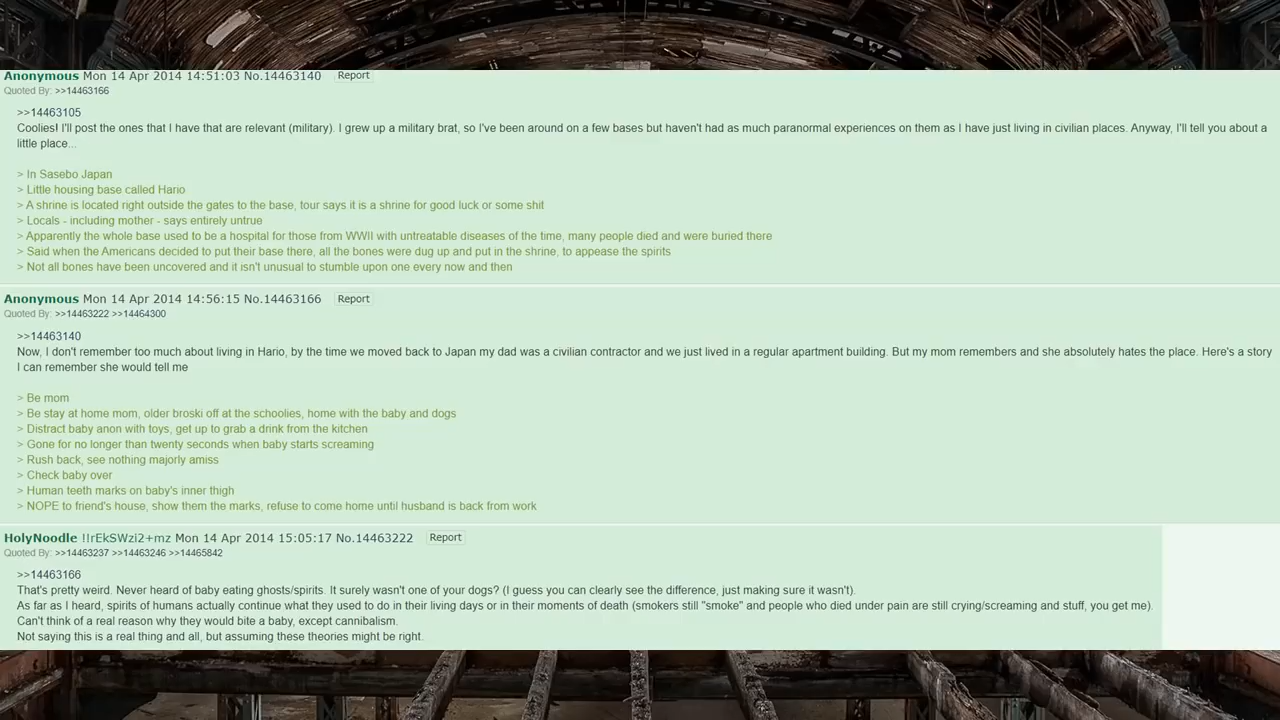 Anonymous Mon 14 Apr 2014 14:51:03 No.14463140 Report
Quoted By: >>14463166
>>14463105
Coolies! I'll post the ones that I have that are relevant (military). I grew up a military brat, so I've been around on a few bases but haven't had as much paranormal experiences on them as I have just living in civilian places. Anyway, I'll tell you about a
little place...
> In Sasebo Japan
> Little housing base called Hario
> A shrine is located right outside the gates to the base, tour says it is a shrine for good luck or some shit
> Locals - including mother - says entirely untrue
> Apparently the whole base used to be a hospital for those from WWII with untreatable diseases of the time, many people died and were buried there
> Said when the Americans decided to put their base there, all the bones were dug up and put in the shrine, to appease the spirits
> Not all bones have been uncovered and it isn't unusual to stumble upon one every now and then
Anonymous Mon 14 Apr 2014 14:56:15 No.14463166 Report
Quoted By: >>14463222 >>14464300
>>14463140
Now, I don't remember too much about living in Hario, by the time we moved back to Japan my dad was a civilian contractor and we just lived in a regular apartment building. But my mom remembers and she absolutely hates the place. Here's a story
I can remember she would tell me
> Be mom
> Be stay at home mom, older broski off at the schoolies, home with the baby and dogs
> Distract baby anon with toys, get up to grab a drink from the kitchen
> Gone for no longer than twenty seconds when baby starts screaming
> Rush back, see nothing majorly amiss
> Check baby over
> Human teeth marks on baby's inner thigh
> NOPE to friend's house, show them the marks, refuse to come home until husband is back from work
HolyNoodle !!rEkSWzi2+mz Mon 14 Apr 2014 15:05:17 No.14463222 Report
Quoted By: >>14463237 >>14463246 >>14465842
>>14463166
That's pretty weird. Never heard of baby eating ghosts/spirits. It surely wasn't one of your dogs? (I guess you can clearly see the difference, just making sure it wasn't).
As far as I heard, spirits of humans actually continue what they used to do in their living days or in their moments of death (smokers still "smoke" and people who died under pain are still crying/screaming and stuff, you get me).
Can't think of a real reason why they would bite a baby, except cannibalism.
Not saying this is a real thing and all, but assuming these theories might be right.